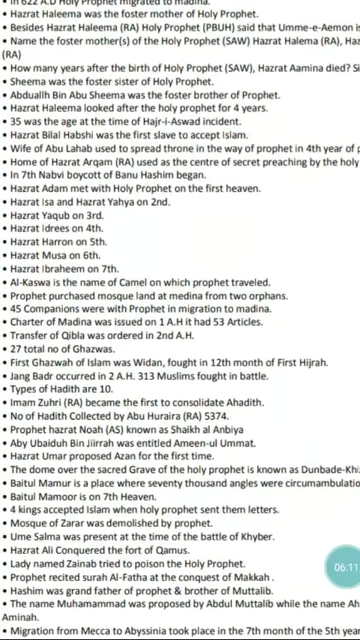 • In 622 A.D Holy Prophet migrated to madina.
• Hazrat Haleema was the foster mother of Holy Prophet.
• Besides Hazrat Haleema (RA) Holy Prophet (PBUH) said that Umme-e-Aemon is
• Name the foster mother(s) of the Holy Prophet (SAW) Hazrat Halema (RA), Haz
(RA)
• How many years after the birth of Holy Prophet (SAW), Hazrat Aamina died? Si
• Sheema was the foster sister of Holy Prophet.
• Abduallh Bin Abu Sheema was the foster brother of Prophet.
• Hazrat Haleema looked after the holy prophet for 4 years.
• 35 was the age at the time of Hajr-i-Aswad incident.
• Hazrat Bilal Habshi was the first slave to accept Islam.
• Wife of Abu Lahab used to spread throne in the way of prophet in 4th year of p
• Home of Hazrat Arqam (RA) used as the centre of secret preaching by the holy
• In 7th Nabvi boycott of Banu Hashim began.
• Hazrat Adam met with Holy Prophet on the first heaven.
• Hazrat Isa and Hazrat Yahya on 2nd.
• Hazrat Yaqub on 3rd.
• Hazrat Idrees on 4th.
• Hazrat Harron on 5th.
• Hazrat Musa on 6th.
• Hazrat Ibraheem on 7th.
• Al-Kaswa is the name of Camel on which prophet traveled.
• Prophet purchased mosque land at medina from two orphans.
• 45 Companions were with Prophet in migration to madina.
• Charter of Madina was issued on 1 A.H it had 53 Articles.
• Transfer of Qibla was ordered in 2nd A.H.
• 27 total no of Ghazwas.
• First Ghazwah of Islam was Widan, fought in 12th month of First Hijrah.
• Jang Badr occurred in 2 A.H. 313 Muslims fought in battle.
• Types of Hadith are 10.
• Imam Zuhri (RA) became the first to consolidate Ahadith.
• No of Hadith Collected by Abu Huraira (RA) 5374.
• Prophet hazrat Noah (AS) known as Shaikh al Anbiya
• Aby Ubaiduh Bin Jiirrah was entitled Ameen-ul Ummat.
• Hazrat Umar proposed Azan for the first time.
• The dome over the sacred Grave of the holy prophet is known as Dunbade-Khi
• Baitul Mamur is a place where seventy thousand angles were circumambulatio
• Baitul Mamoor is on 7th Heaven.
• 4 kings accepted Islam when holy prophet sent them letters.
• Mosque of Zarar was demolished by prophet.
• Ume Salma was present at the time of the battle of Khyber.
• Hazrat Ali Conquered the fort of Qamus.
• Lady named Zainab tried to poison the Holy Prophet.
• Prophet recited surah Al-Fatha at the conquest of Makkah .
• Hashim was grand father of prophet & brother of Muttalib.
• The name Muhamammad was proposed by Abdul Muttalib while the name Ah
Aminah.
• Migration from Mecca to Abyssinia took place in the 7th month of the 5th year
06:11